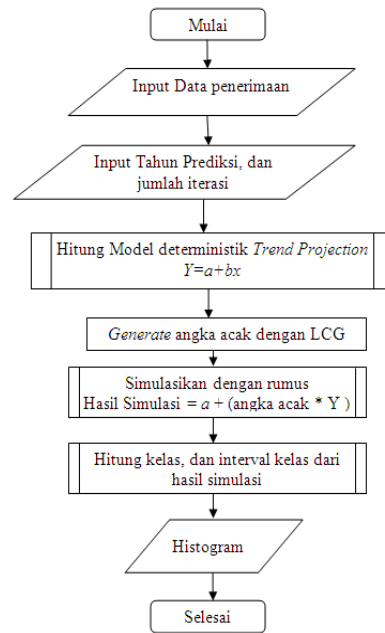 Mulai
Input Data penerimaan
Input Tahun Prediksi, dan
jumlah iterasi
Hitung Model deterministik Trend Projection
Y=a+bx
Generate angka acak dengan LCG
Simulasikan dengan rumus
Hasil Simulasi = a + (angka acak * Y )
Hitung kelas, dan interval kelas dari
hasil simulasi
Histogram
Selesai